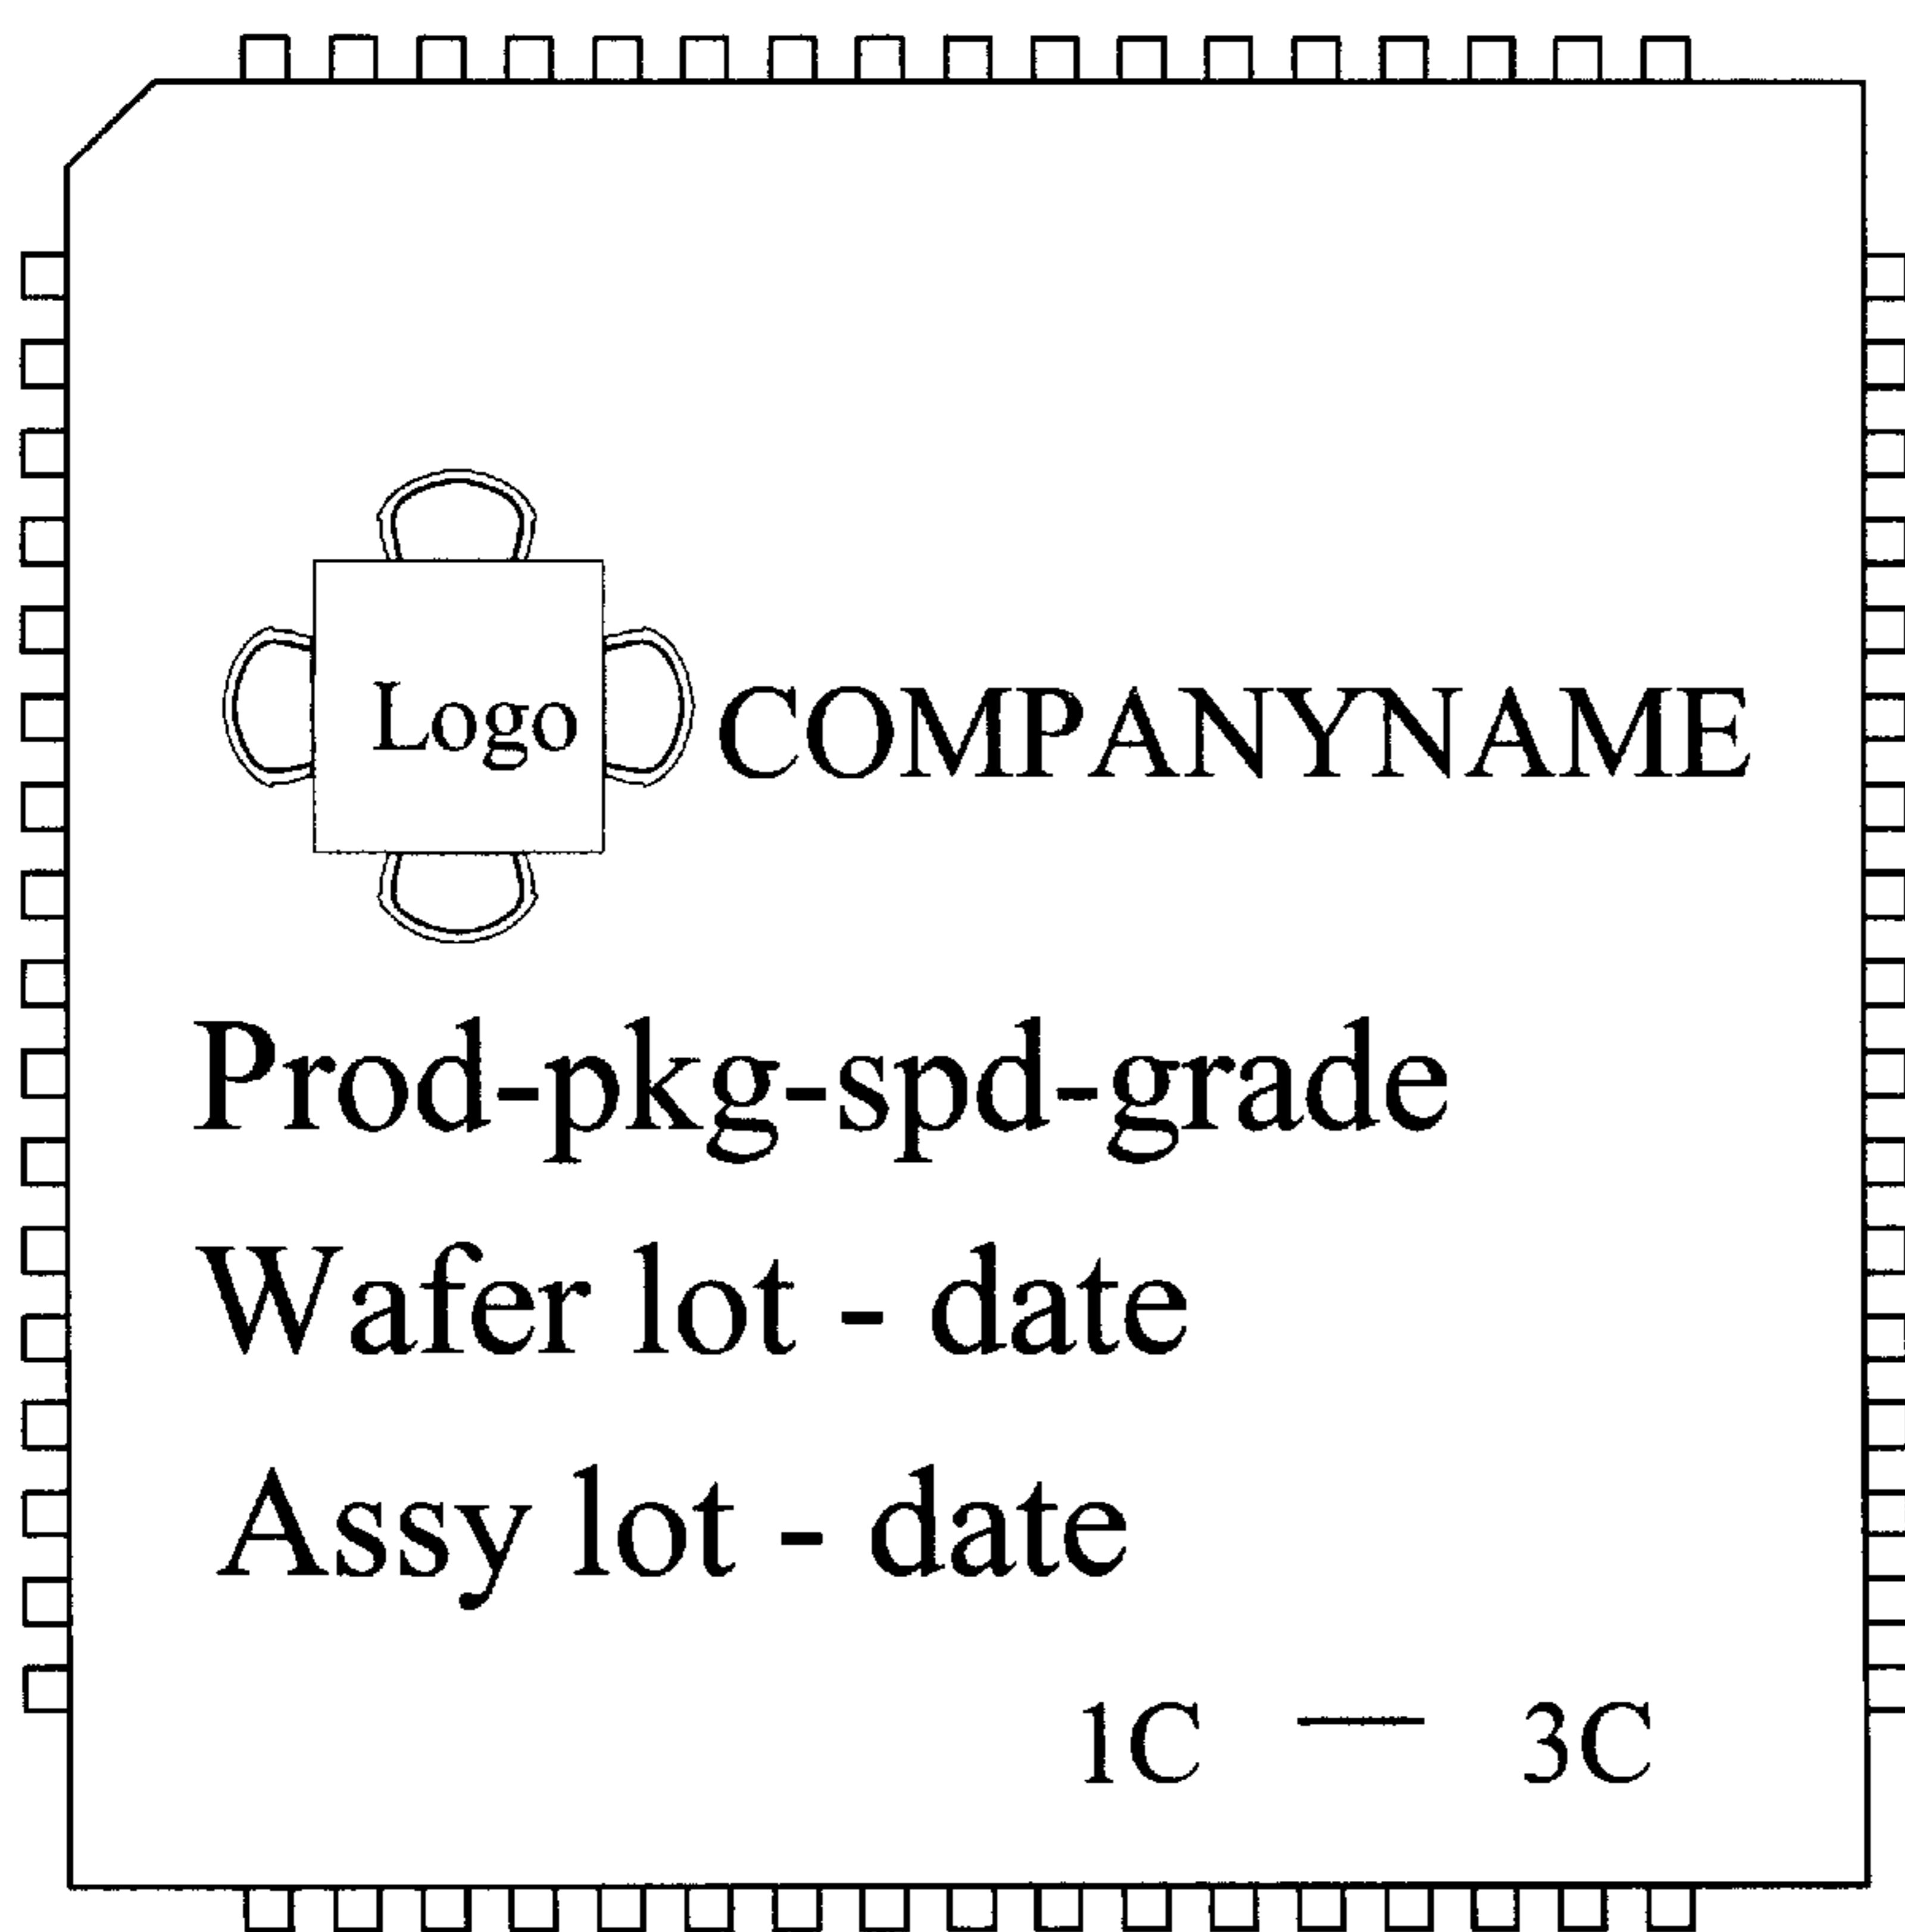 Logo COMPANYNAME
Prod-pkg-spd-grade
Wafer lot - date
Assy lot - date
1C — 3C